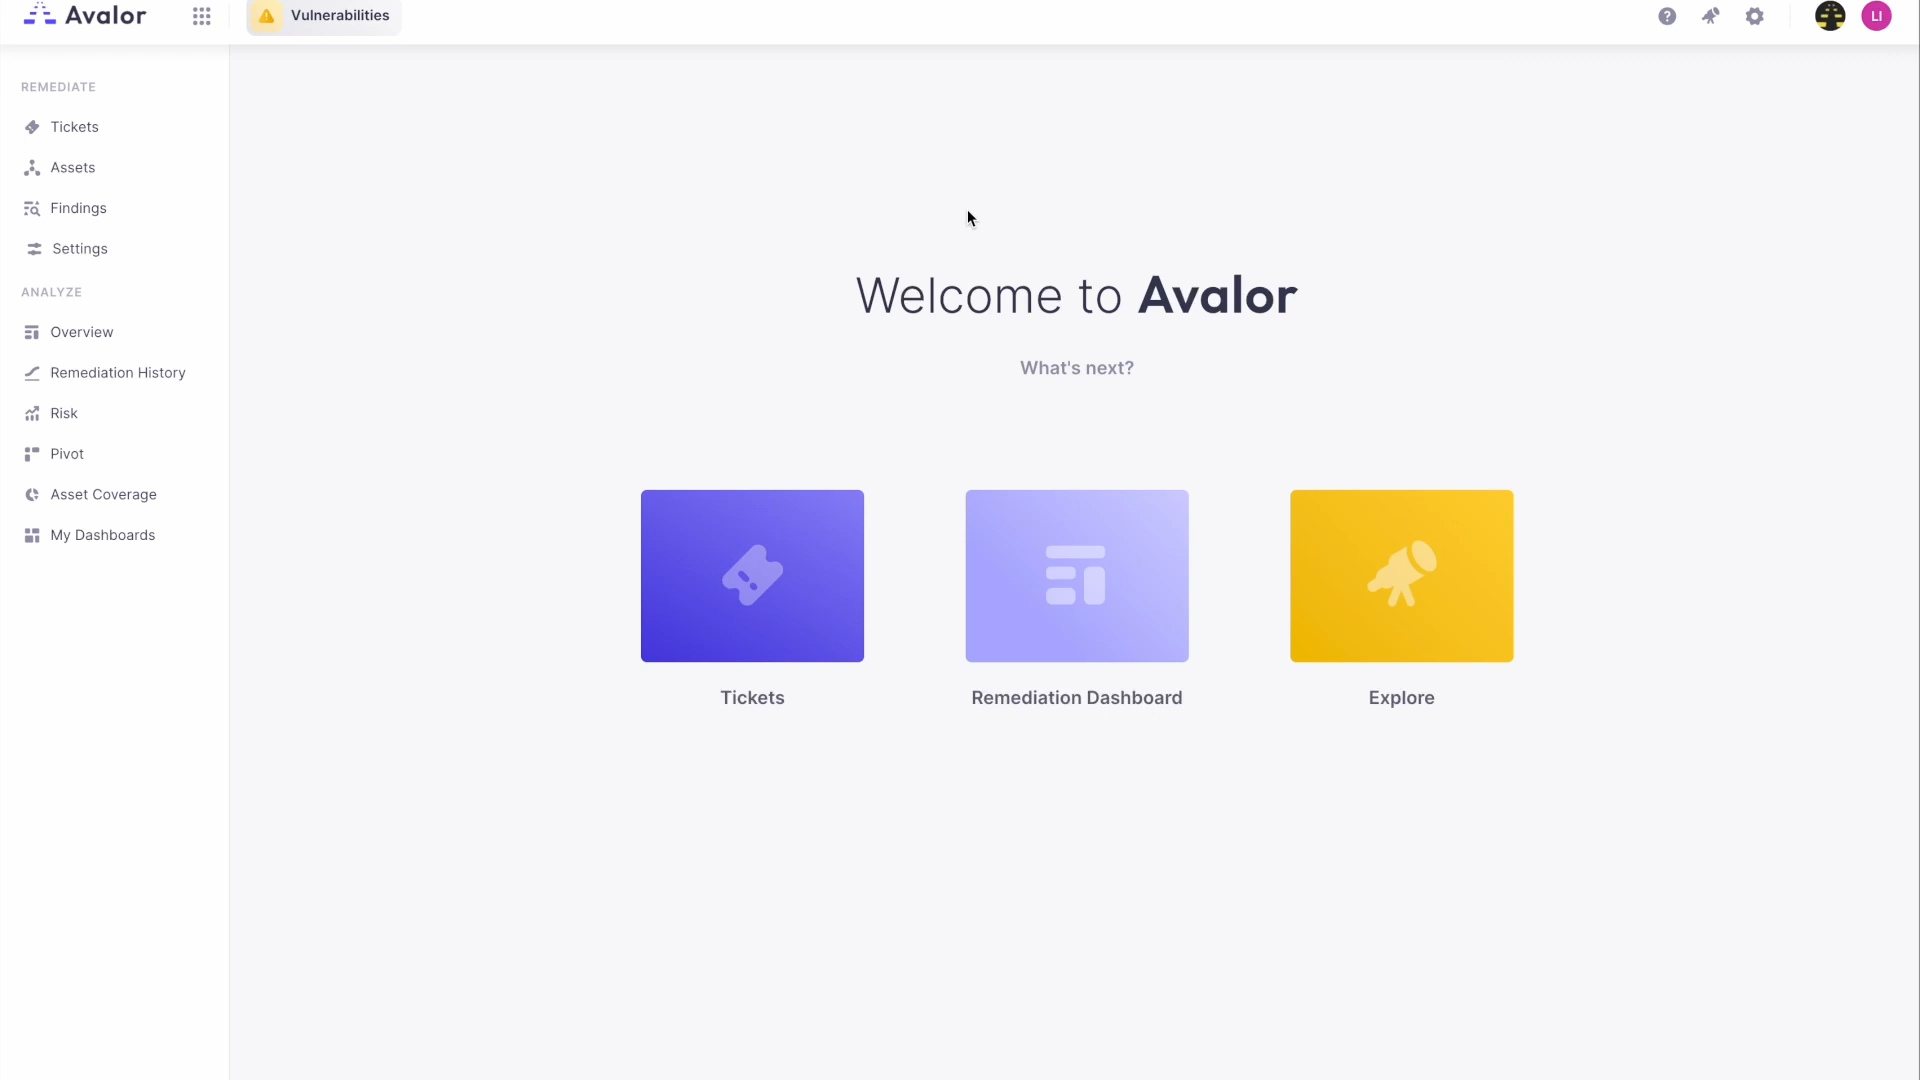 Avalor
Vulnerabilities
?
LI
REMEDIATE
Tickets
Assets
Findings
Settings
ANALYZE
Overview
Remediation History
Risk
Pivot
Asset Coverage
My Dashboards
Welcome to Avalor
What's next?
Tickets
Remediation Dashboard
Explore